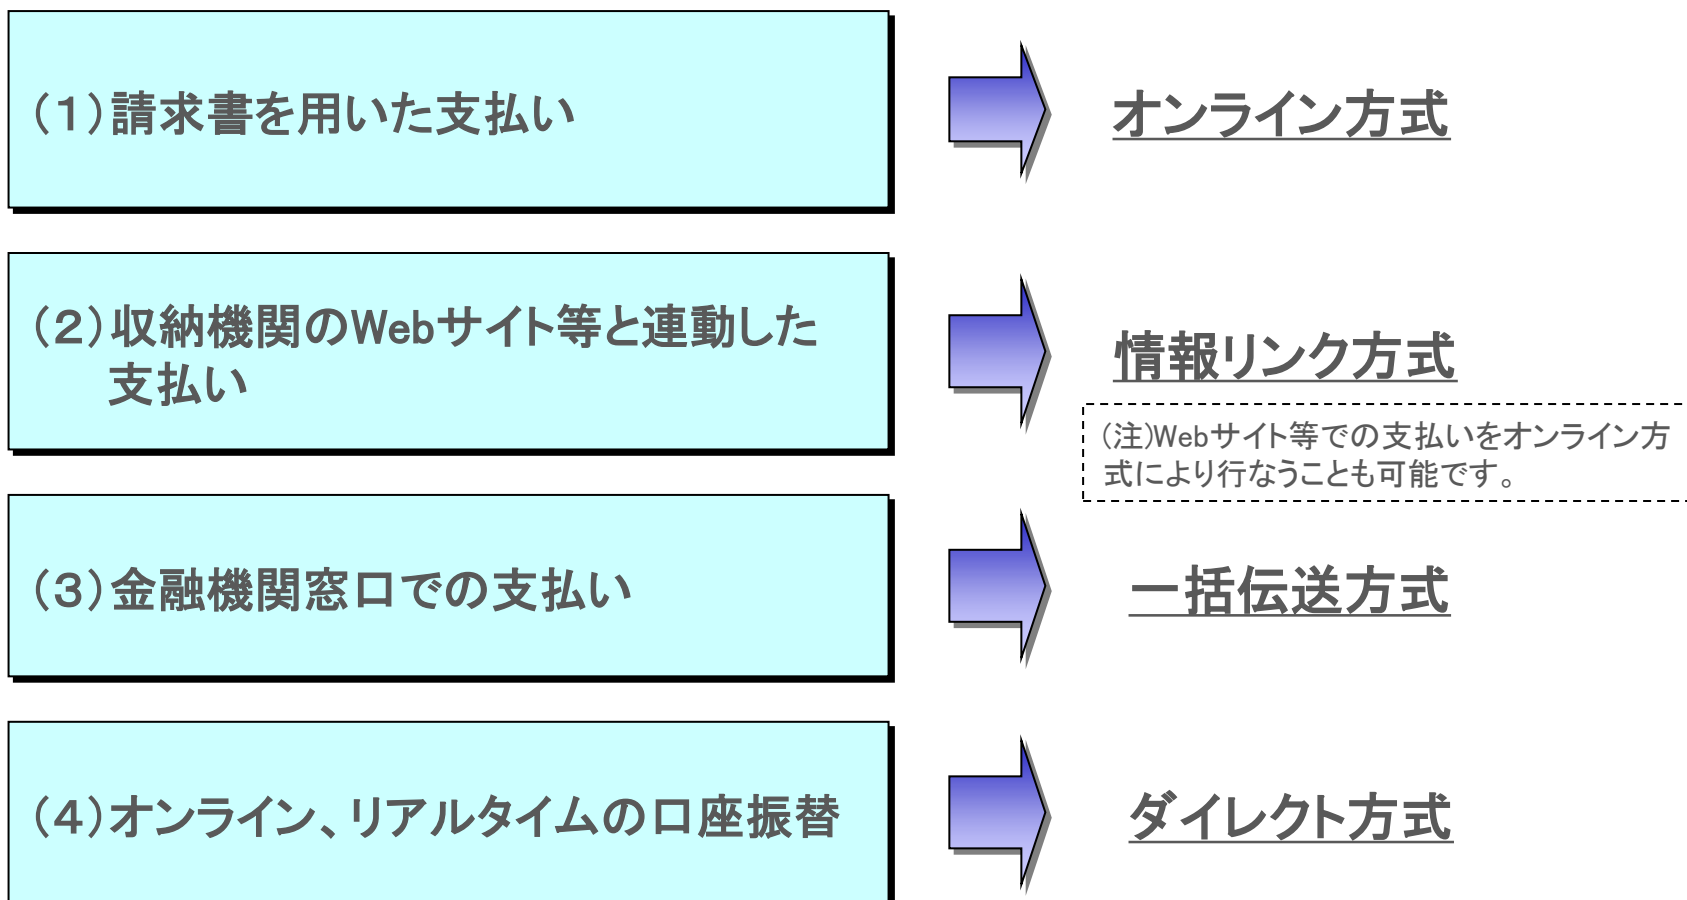 （１）請求書を用いた支払い
オンライン方式
（２）収納機関のWebサイト等と連動した
支払い
情報リンク方式
（注）Webサイト等での支払いをオンライン方
式により行なうことも可能です。
（３）金融機関窓口での支払い
一括伝送方式
（４）オンライン、リアルタイムの口座振替
ダイレクト方式